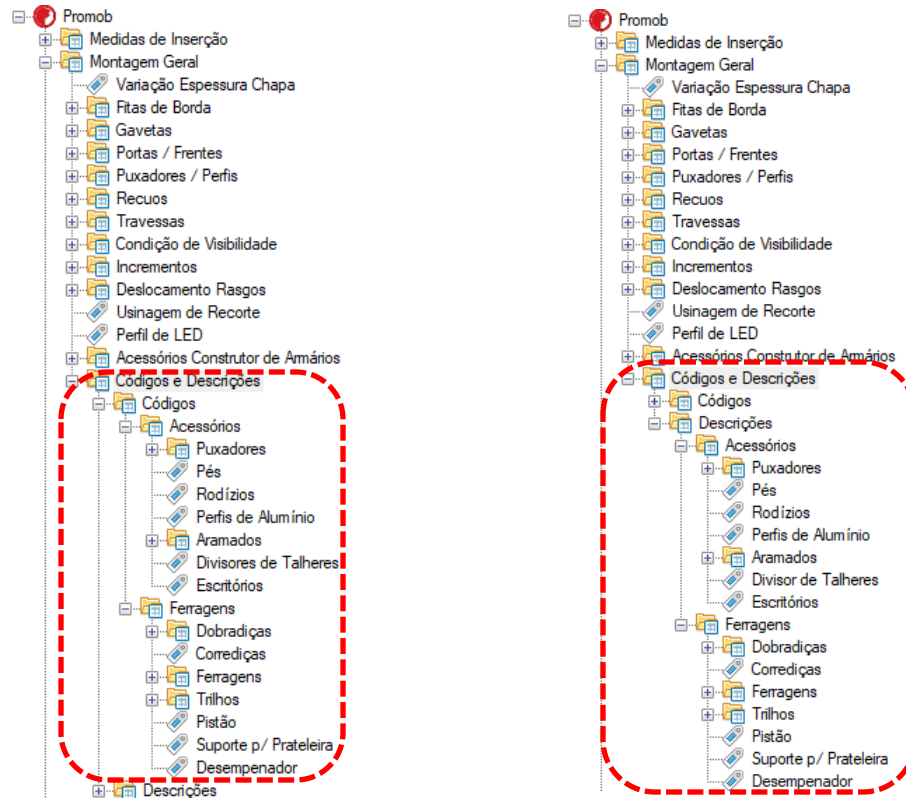 Promob
Medidas de Inserção
Montagem Geral
Variação Espessura Chapa
Fitas de Borda
Gavetas
Portas / Frentes
Puxadores / Perfis
Recuos
Travessas
Condição de Visibilidade
Incrementos
Deslocamento Rasgos
Usinagem de Recorte
Perfil de LED
Acessórios Construtor de Armários
Códigos e Descrições
Códigos
Acessórios
Puxadores
Pés
Rodízios
Perfis de Alumínio
Aramados
Divisores de Talheres
Escritórios
Ferragens
Dobradiças
Corrediças
Ferragens
Trilhos
Pistão
Suporte p/ Prateleira
Desempenador
Descrições
Promob
Medidas de Inserção
Montagem Geral
Variação Espessura Chapa
Fitas de Borda
Gavetas
Portas / Frentes
Puxadores / Perfis
Recuos
Travessas
Condição de Visibilidade
Incrementos
Deslocamento Rasgos
Usinagem de Recorte
Perfil de LED
Acessórios Construtor de Armários
Códigos e Descrições
Códigos
Descrições
Acessórios
Puxadores
Pés
Rodízios
Perfis de Alumínio
Aramados
Divisor de Talheres
Escritórios
Ferragens
Dobradiças
Corrediças
Ferragens
Trilhos
Pistão
Suporte p/ Prateleira
Desempenador